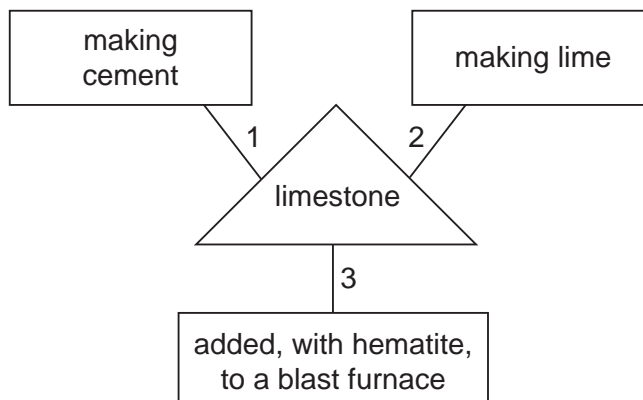 making
cement
making lime
1
2
limestone
3
added, with hematite,
to a blast furnace